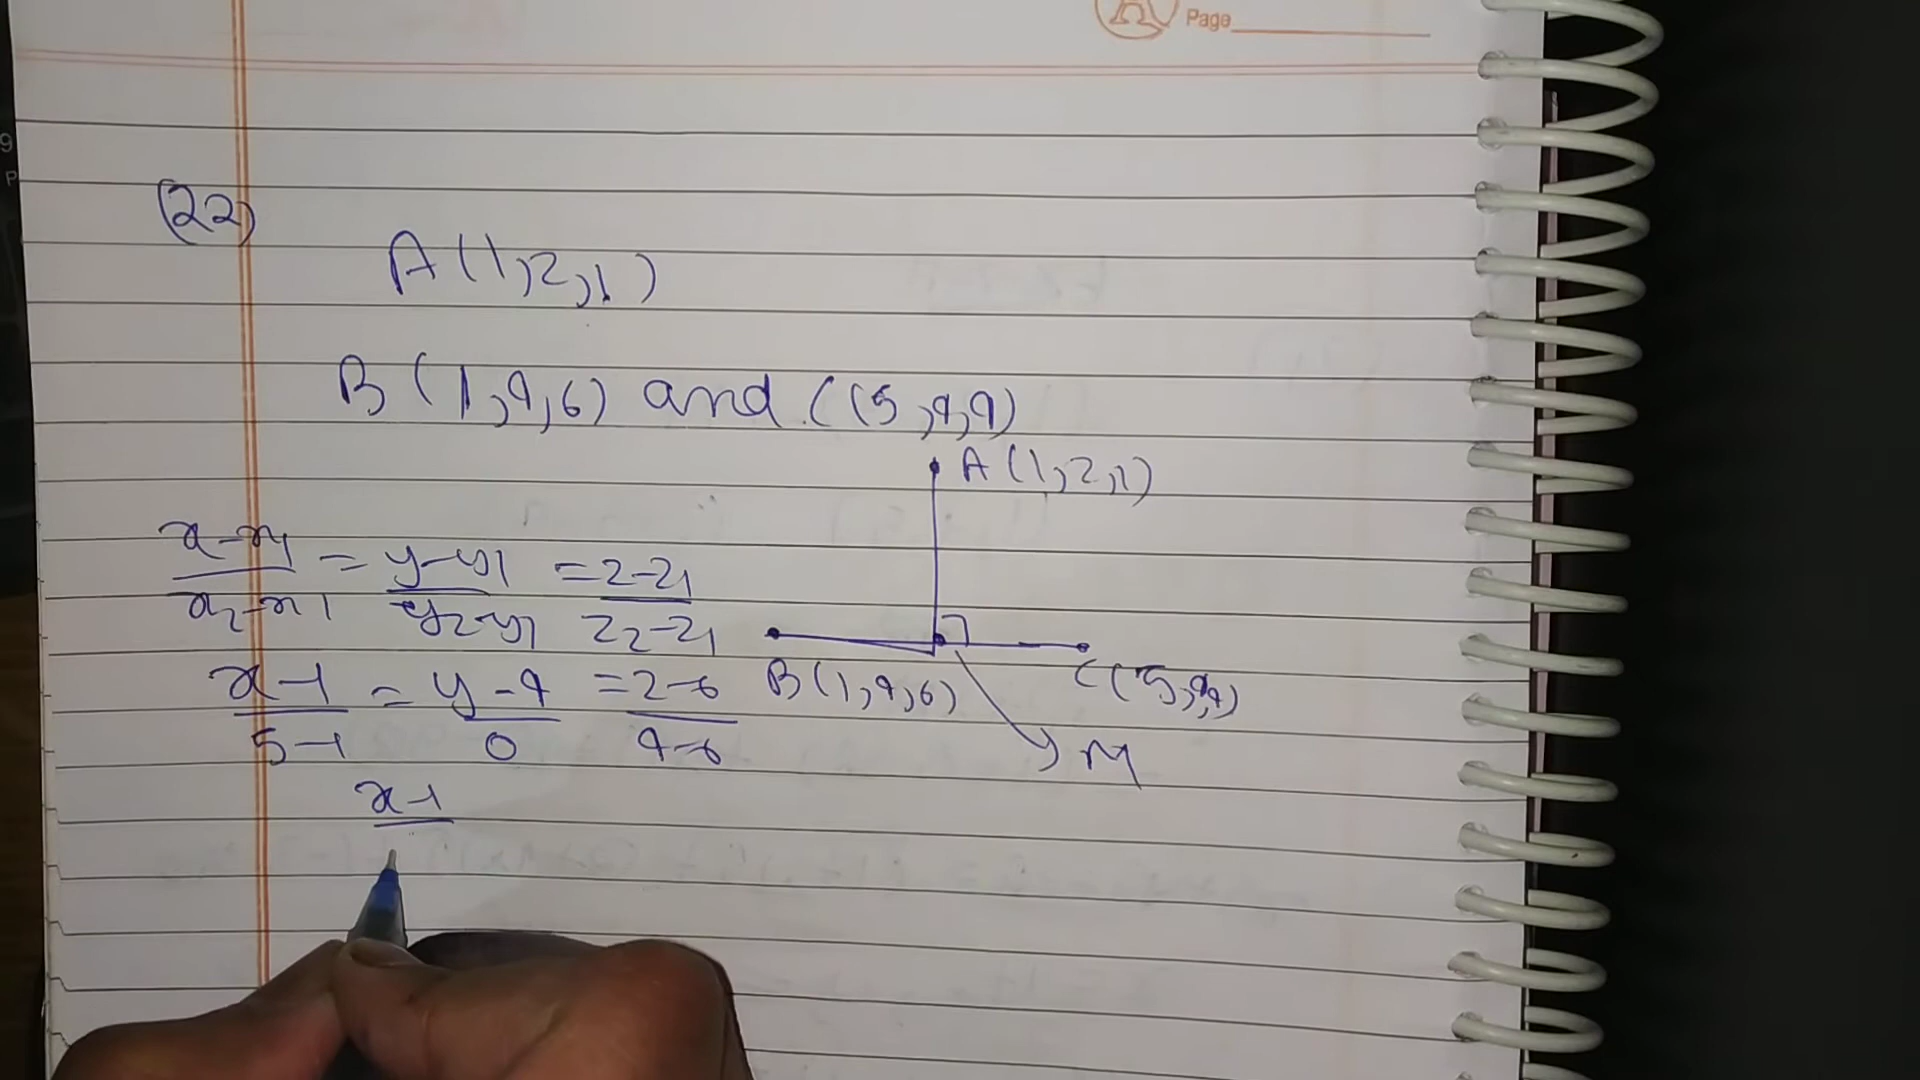 Page
(22)
A(1,2,1)
B(1,4,6) and C(5,4,4)
A(1,2,1)
x-x1/x2-x1 = y-y1/y2-y1 = z-z1/z2-z1
x-1/5-1 = y-4/0 = z-6/4-6
B(1,4,6)
C(5,4,4)
M
x-1